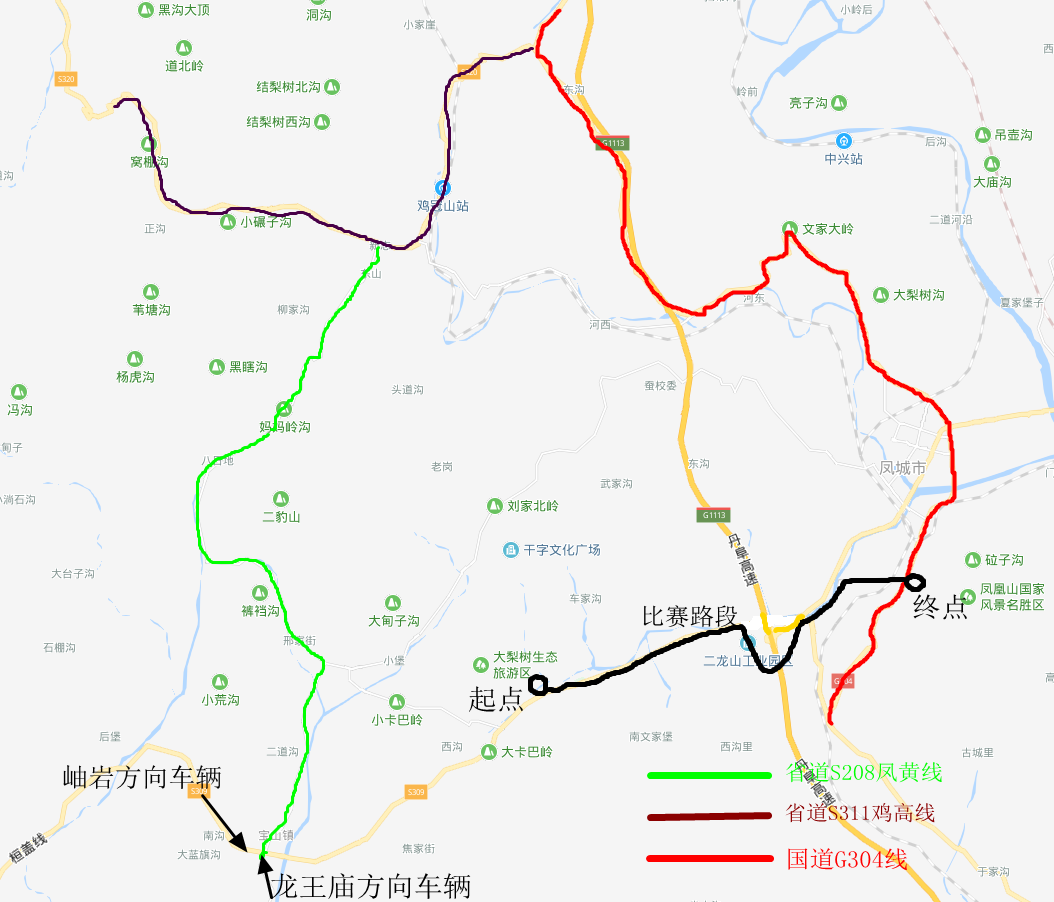 黑沟大顶
洞沟
小家崖
小岭后
道北岭
S320
结梨树北沟
东沟
岭前
亮子沟
结梨树西沟
G1113
中兴站
后沟
吊壶沟
窝棚沟
大庙沟
鸡冠山站
小碾子沟
正沟
文家大岭
二道河沿
东山
苇塘沟
柳家沟
河东
大梨树沟
夏家堡子
河西
黑瞎沟
杨虎沟
蚕校委
冯沟
头道沟
妈妈岭沟
八日地
老岗
东沟
凤城市
武家沟
二豹山
刘家北岭
G1113
干字文化广场
丹阜高速
大台子沟
砬子沟
裤裆沟
大甸子沟
车家沟
凤凰山国家
风景名胜区
终点
比赛路段
石棚沟
邢家街
小堡
大梨树生态
旅游区
二龙山工业园区
起点
小荒沟
小卡巴岭
G304
后堡
二道沟
西沟
大卡巴岭
南文家堡
西沟里
古城里
岫岩方向车辆
省道S208凤黄线
丹阜高速
S309
省道S311鸡高线
南沟
宝山镇
大蓝旗沟
焦家街
桓盖线
国道G304线
于家沟
龙王庙方向车辆